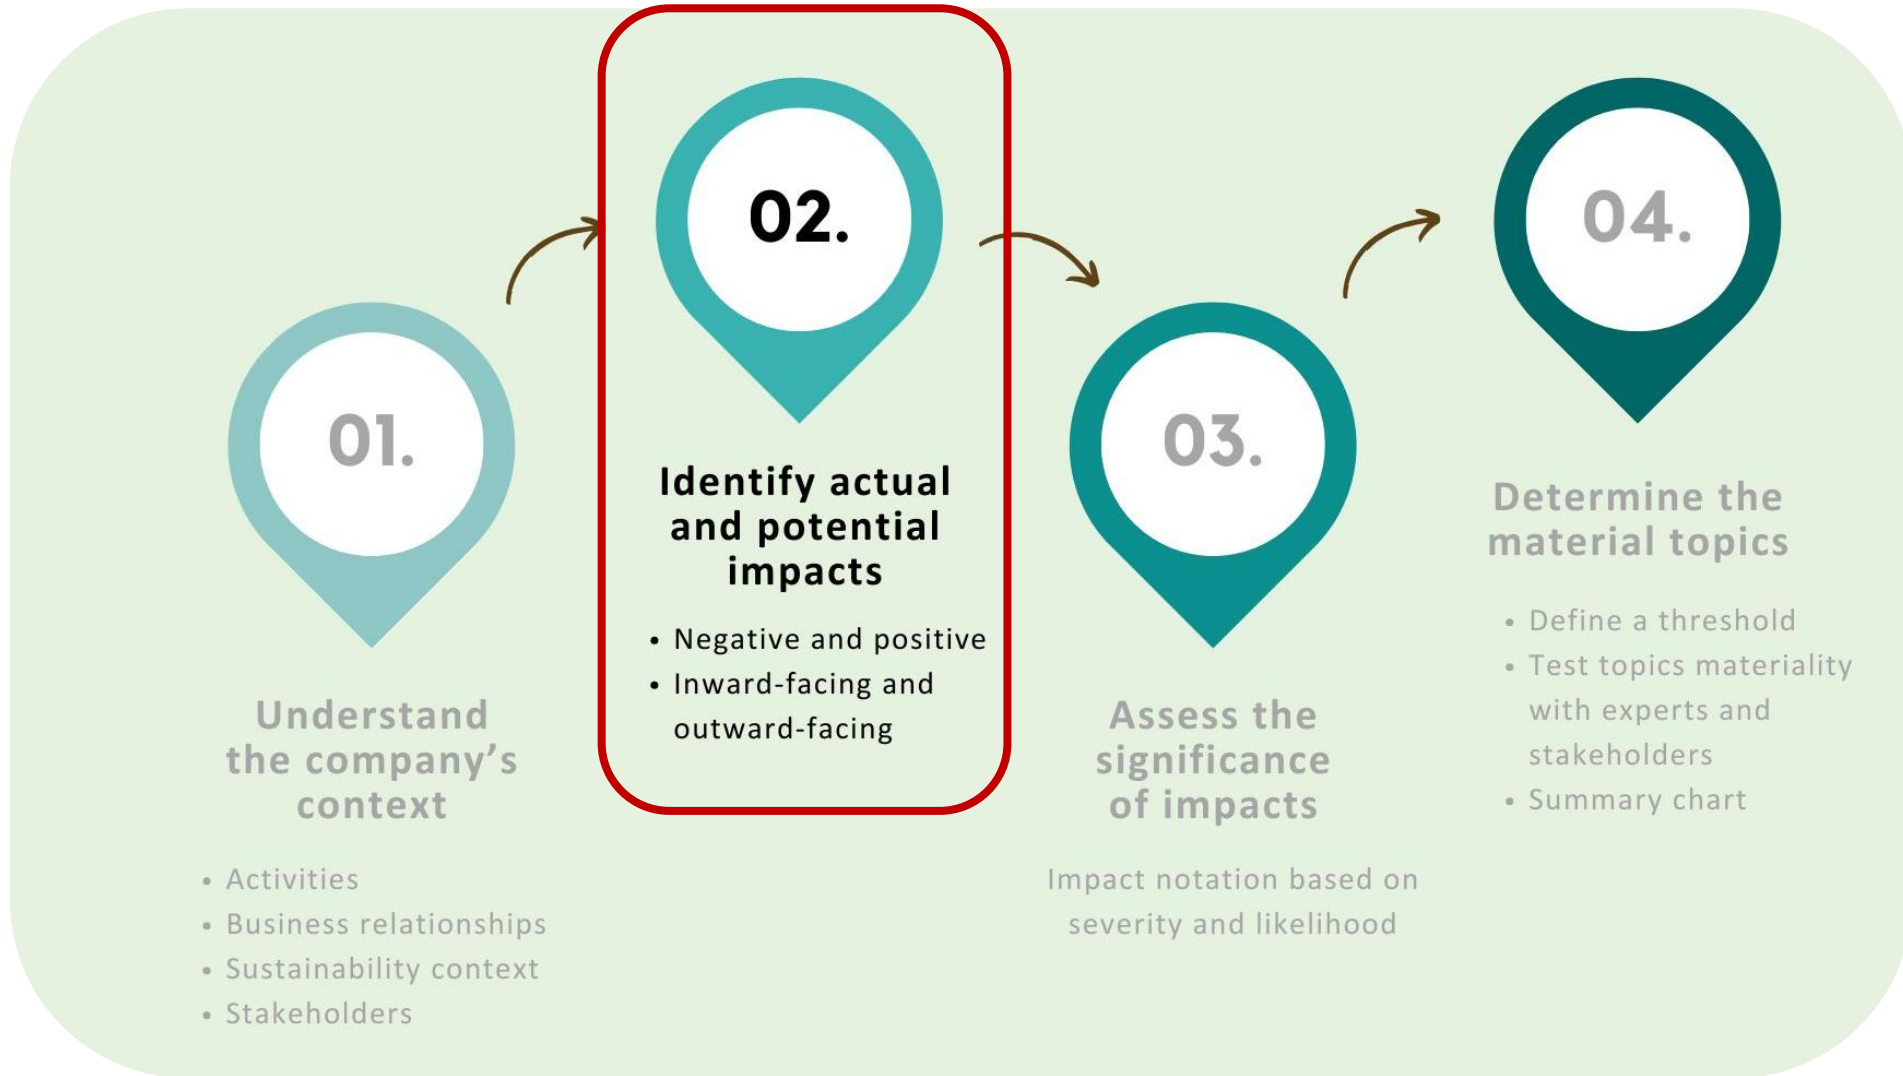 01.
Understand
the company’s
context
• Activities
• Business relationships
• Sustainability context
• Stakeholders
02.
Identify actual
and potential
impacts
• Negative and positive
• Inward-facing and
outward-facing
03.
Assess the
significance
of impacts
Impact notation based on
severity and likelihood
04.
Determine the
material topics
• Define a threshold
• Test topics materiality
with experts and
stakeholders
• Summary chart